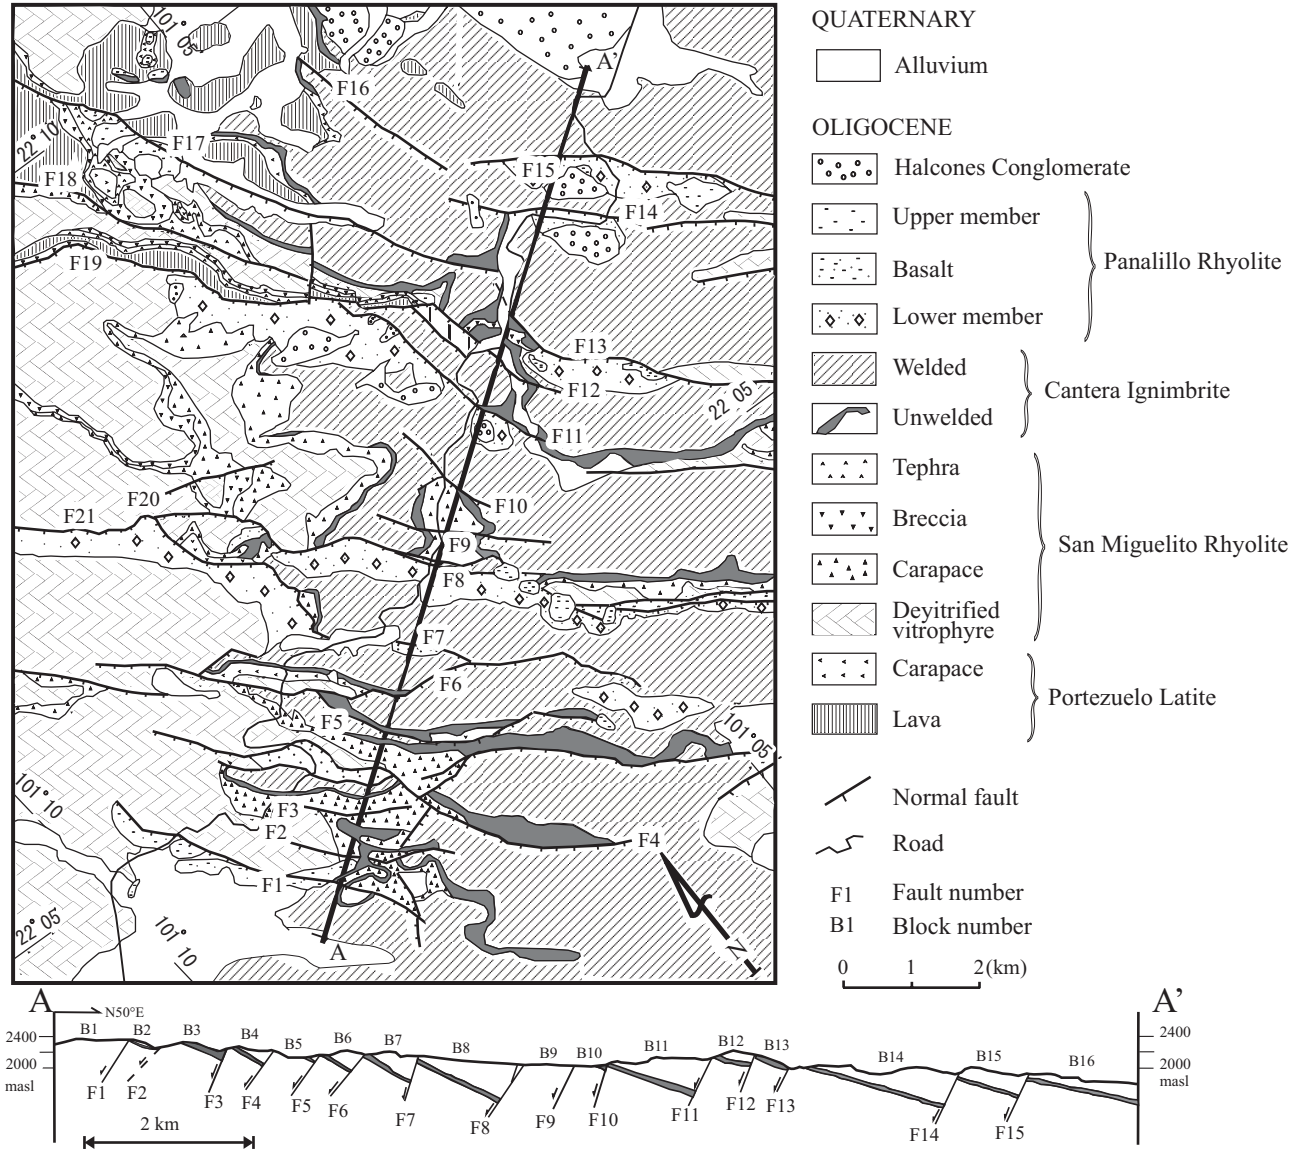 QUATERNARY
Alluvium
OLIGOCENE
Halcones Conglomerate
Upper member
Basalt
Lower member
Panalillo Rhyolite
Welded
Unwelded
Cantera Ignimbrite
Tephra
Breccia
Carapace
Deyitrified
vitrophyre
San Miguelito Rhyolite
Carapace
Lava
Portezuelo Latite
Normal fault
Road
F1 Fault number
B1 Block number
0 1 2 (km)
101° 05
A'
F16
22° 10
F17
F15
F18
F14
F19
F13
F12
22 05
F11
F20
F10
F21
F9
F8
F7
F6
F5
101° 05
101° 10
F3
F2
F4
F1
22° 05
101° 10
A
N
A A'
N50°E
B1 B2 B3 B4 B5 B6 B7 B8 B9 B10 B11 B12 B13 B14 B15 B16
2400 2400
2000 2000
masl masl
F1 F2 F3 F4 F5 F6 F7 F8 F9 F10 F11 F12 F13 F14 F15
2 km